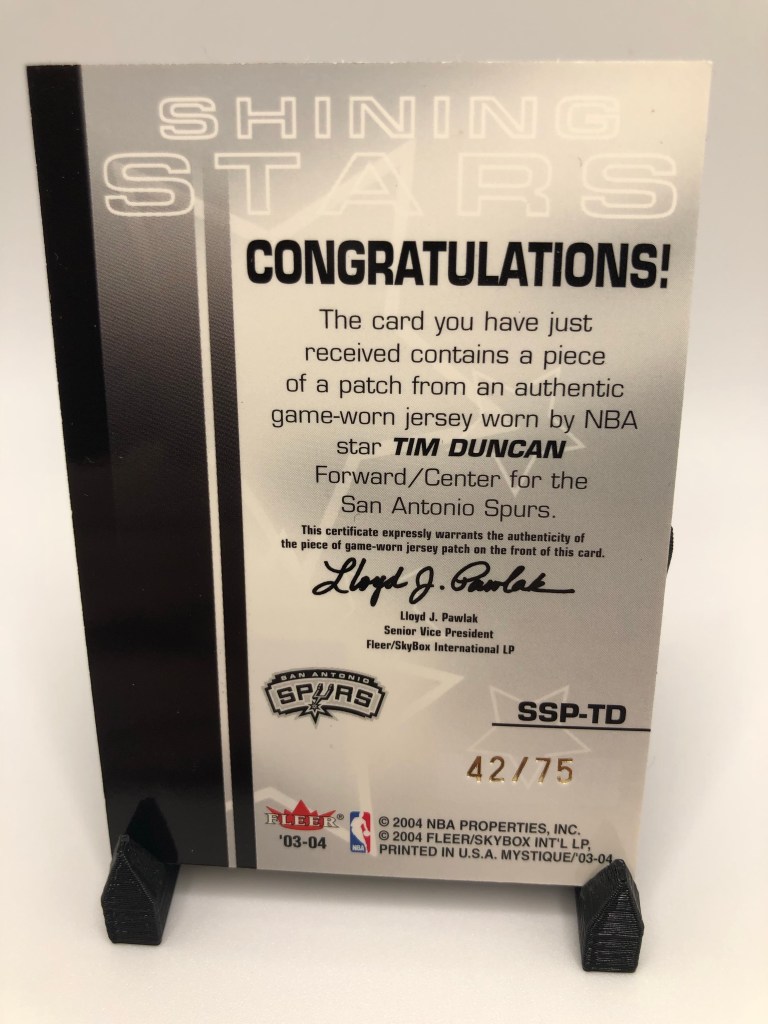 SHINING
STARS
CONGRATULATIONS!
The card you have just
received contains a piece
of a patch from an authentic
game-worn jersey worn by NBA
star TIM DUNCAN
Forward/Center for the
San Antonio Spurs.
This certificate expressly warrants the authenticity of
the piece of game-worn jersey patch on the front of this card.
Lloyd J. Pawlak
Lloyd J. Pawlak
Senior Vice President
Fleer/SkyBox International LP
SAN ANTONIO
SPURS
SSP-TD
42/75
FLEER®
'03-04
NBA
© 2004 NBA PROPERTIES, INC.
© 2004 FLEER/SKYBOX INT'L LP,
PRINTED IN U.S.A. MYSTIQUE/'03-04